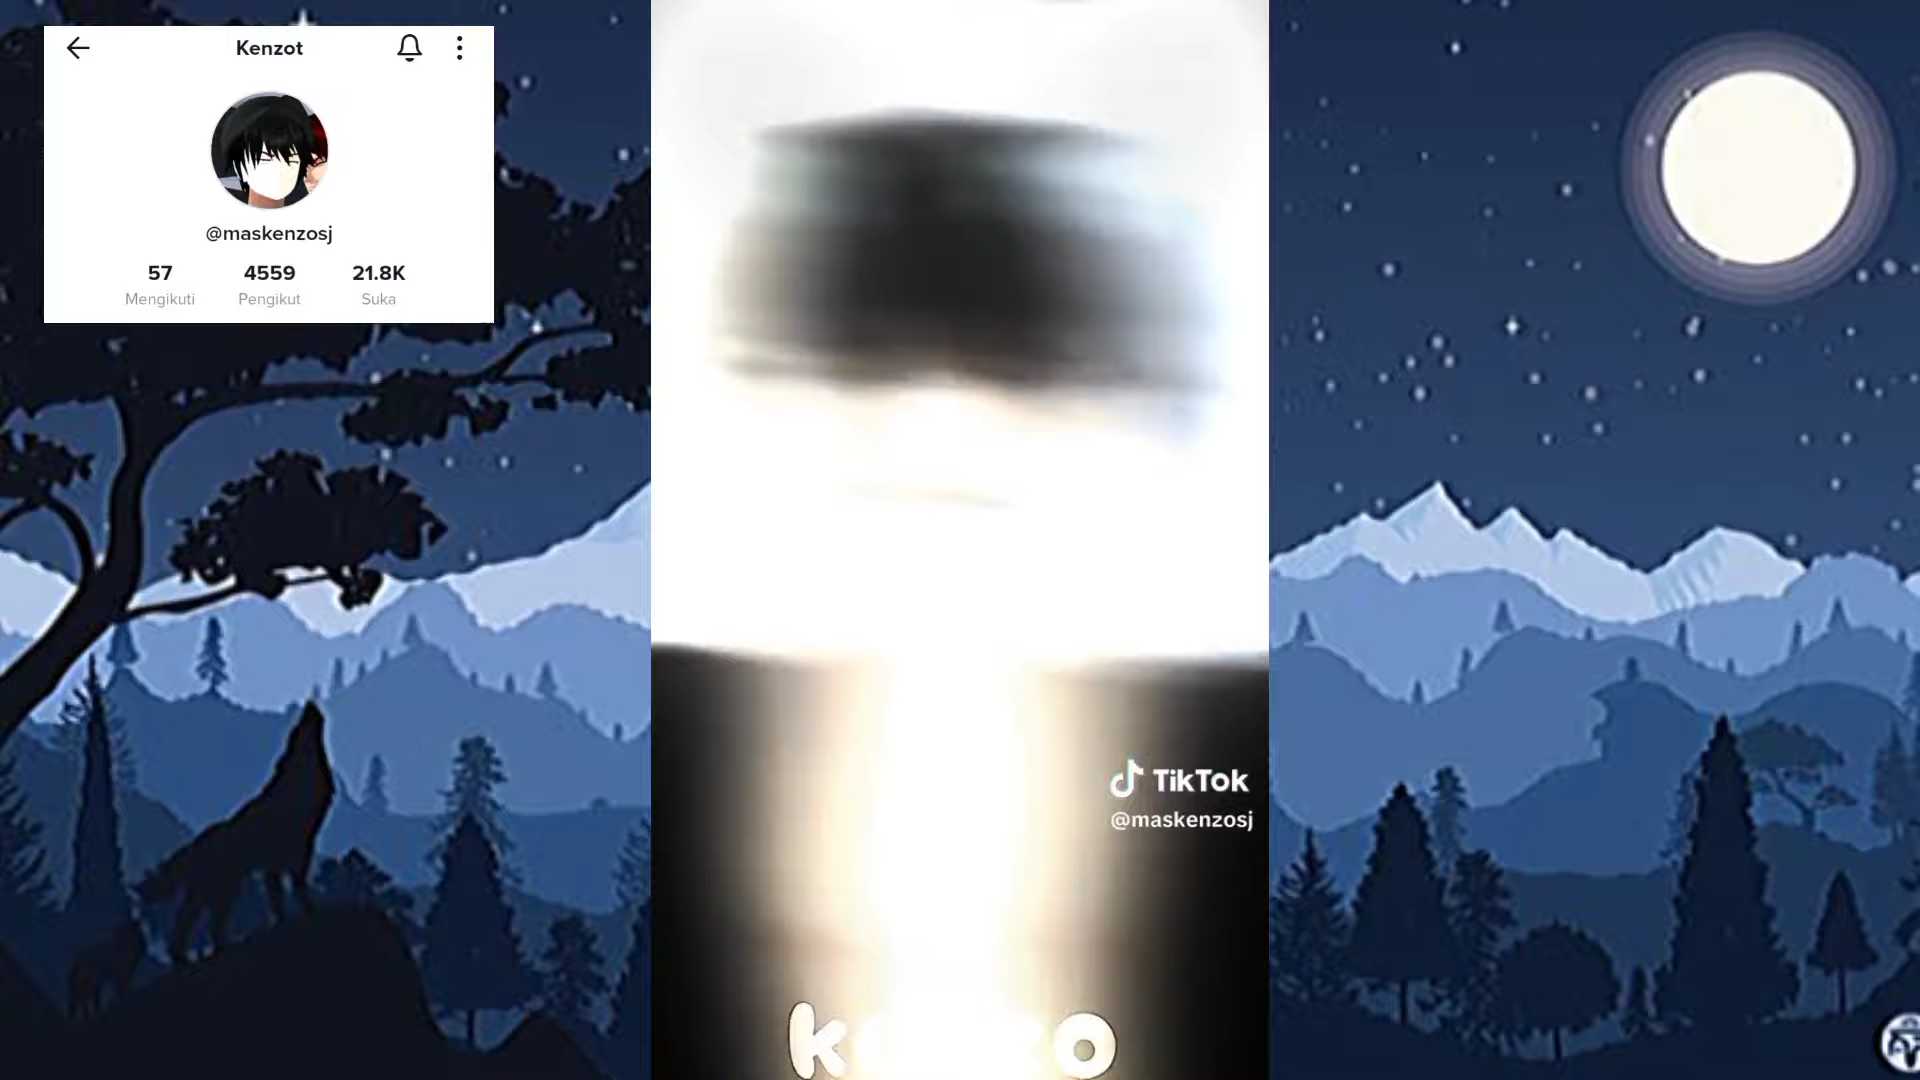 Kenzot
@maskenzosj
57 4559 21.8K
Mengikuti Pengikut Suka
TikTok
@maskenzosj